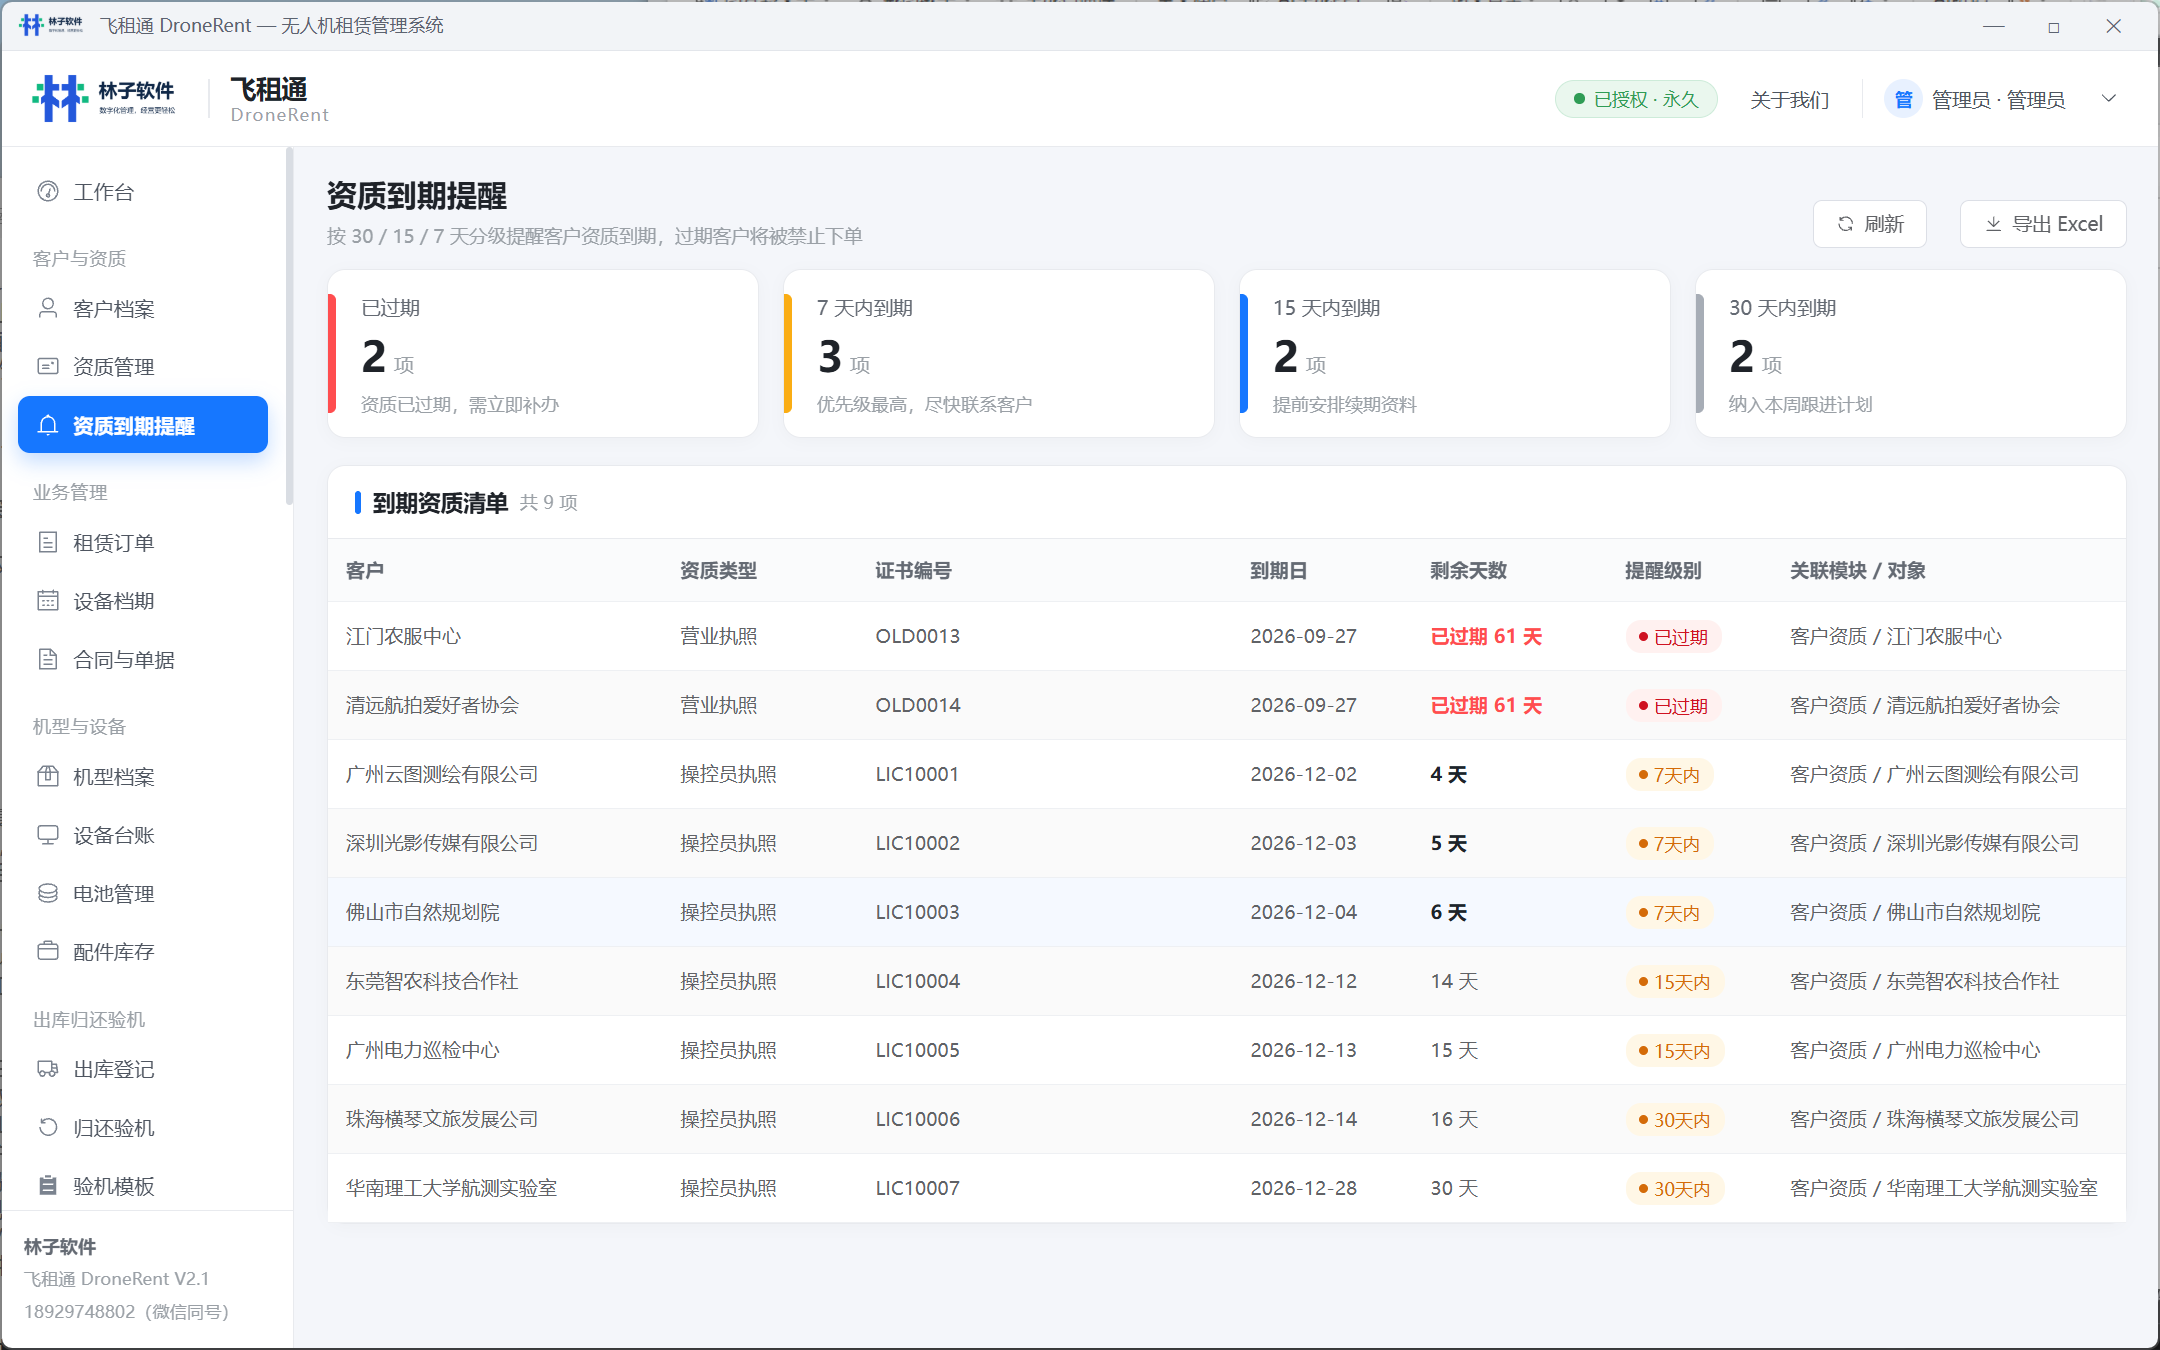 林子软件 飞租通 DroneRent — 无人机租赁管理系统
林子软件
数字化管理，经营更轻松
飞租通
DroneRent
已授权 · 永久
关于我们
管 管理员 · 管理员
工作台
客户与资质
客户档案
资质管理
资质到期提醒
业务管理
租赁订单
设备档期
合同与单据
机型与设备
机型档案
设备台账
电池管理
配件库存
出库归还验机
出库登记
归还验机
验机模板
林子软件
飞租通 DroneRent V2.1
18929748802（微信同号）
资质到期提醒
按 30 / 15 / 7 天分级提醒客户资质到期，过期客户将被禁止下单
刷新
导出 Excel
已过期
2 项
资质已过期，需立即补办
7 天内到期
3 项
优先级最高，尽快联系客户
15 天内到期
2 项
提前安排续期资料
30 天内到期
2 项
纳入本周跟进计划
到期资质清单 共 9 项
客户 资质类型 证书编号 到期日 剩余天数 提醒级别 关联模块 / 对象
江门农服中心 营业执照 OLD0013 2026-09-27 已过期 61 天 已过期 客户资质 / 江门农服中心
清远航拍爱好者协会 营业执照 OLD0014 2026-09-27 已过期 61 天 已过期 客户资质 / 清远航拍爱好者协会
广州云图测绘有限公司 操控员执照 LIC10001 2026-12-02 4 天 7天内 客户资质 / 广州云图测绘有限公司
深圳光影传媒有限公司 操控员执照 LIC10002 2026-12-03 5 天 7天内 客户资质 / 深圳光影传媒有限公司
佛山市自然规划院 操控员执照 LIC10003 2026-12-04 6 天 7天内 客户资质 / 佛山市自然规划院
东莞智农科技合作社 操控员执照 LIC10004 2026-12-12 14 天 15天内 客户资质 / 东莞智农科技合作社
广州电力巡检中心 操控员执照 LIC10005 2026-12-13 15 天 15天内 客户资质 / 广州电力巡检中心
珠海横琴文旅发展公司 操控员执照 LIC10006 2026-12-14 16 天 30天内 客户资质 / 珠海横琴文旅发展公司
华南理工大学航测实验室 操控员执照 LIC10007 2026-12-28 30 天 30天内 客户资质 / 华南理工大学航测实验室